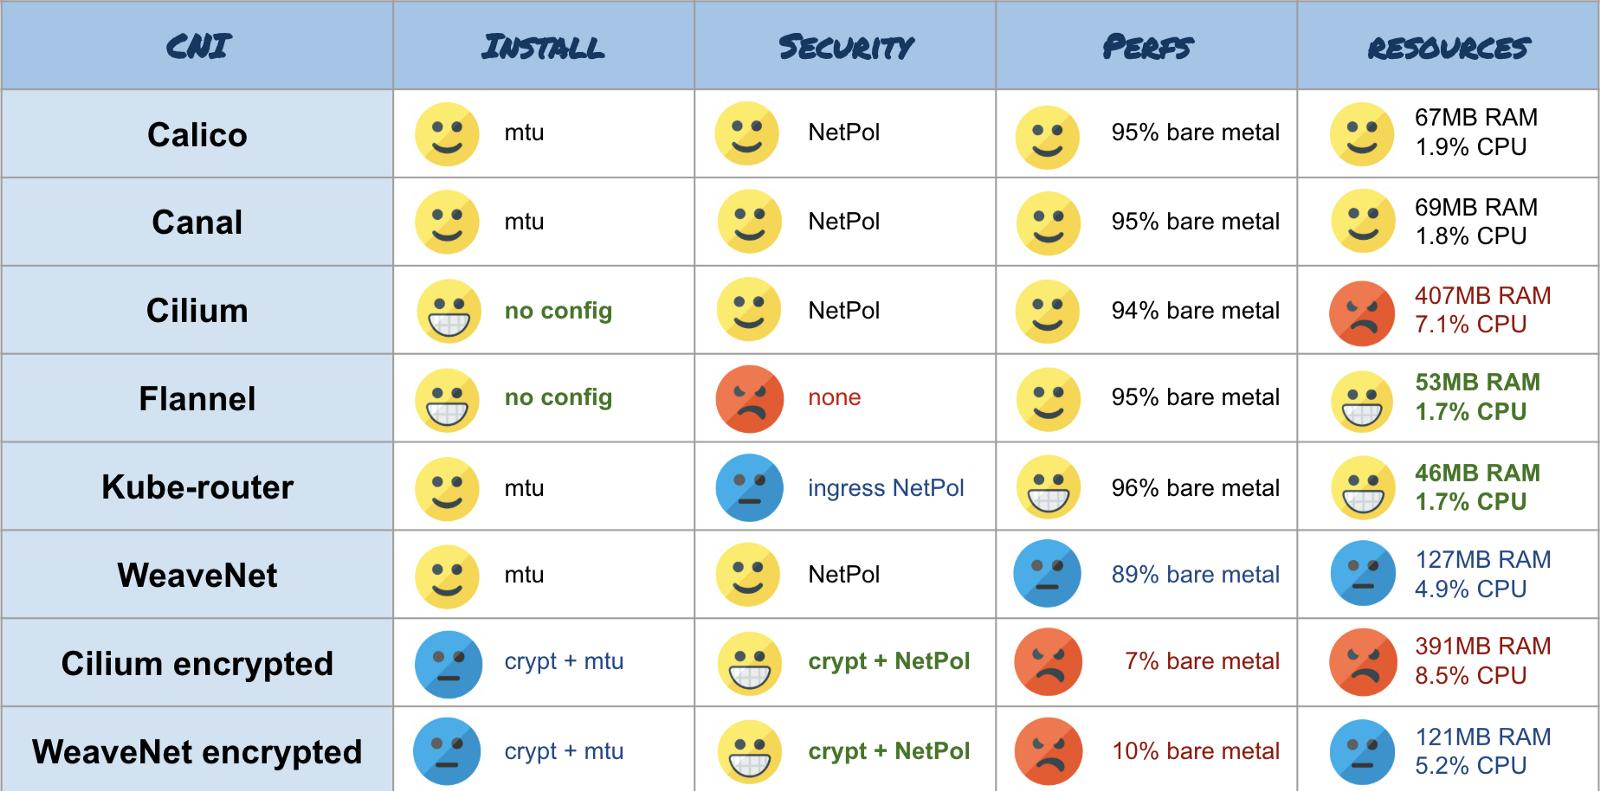 CNI Install Security Perfs resources
Calico mtu NetPol 95% bare metal 67MB RAM
1.9% CPU
Canal mtu NetPol 95% bare metal 69MB RAM
1.8% CPU
Cilium no config NetPol 94% bare metal 407MB RAM
7.1% CPU
Flannel no config none 95% bare metal 53MB RAM
1.7% CPU
Kube-router mtu ingress NetPol 96% bare metal 46MB RAM
1.7% CPU
WeaveNet mtu NetPol 89% bare metal 127MB RAM
4.9% CPU
Cilium encrypted crypt + mtu crypt + NetPol 7% bare metal 391MB RAM
8.5% CPU
WeaveNet encrypted crypt + mtu crypt + NetPol 10% bare metal 121MB RAM
5.2% CPU